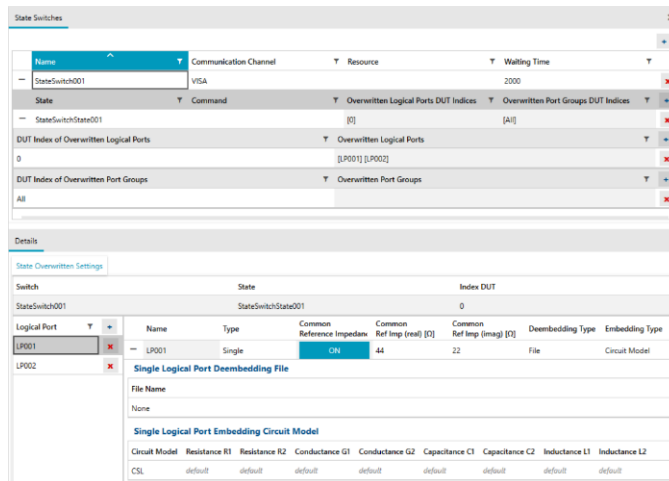 State Switches
Name Communication Channel Resource Waiting Time
StateSwitch001 VISA 2000
State Command Overwritten Logical Ports DUT Indices Overwritten Port Groups DUT Indices
StateSwitchState001 [0] [All]
DUT Index of Overwritten Logical Ports Overwritten Logical Ports
0 [LP001] [LP002]
DUT Index of Overwritten Port Groups Overwritten Port Groups
All
Details
State Overwritten Settings
Switch State Index DUT
StateSwitch001 StateSwitchState001 0
Logical Port Name Type Common Reference Impedanc Common Ref Imp (real) [Ω] Common Ref Imp (imag) [Ω] Deembedding Type Embedding Type
LP001 LP001 Single ON 44 22 File Circuit Model
LP002
Single Logical Port Deembedding File
File Name
None
Single Logical Port Embedding Circuit Model
Circuit Model Resistance R1 Resistance R2 Conductance G1 Conductance G2 Capacitance C1 Capacitance C2 Inductance L1 Inductance L2
CSL default default default default default default default default